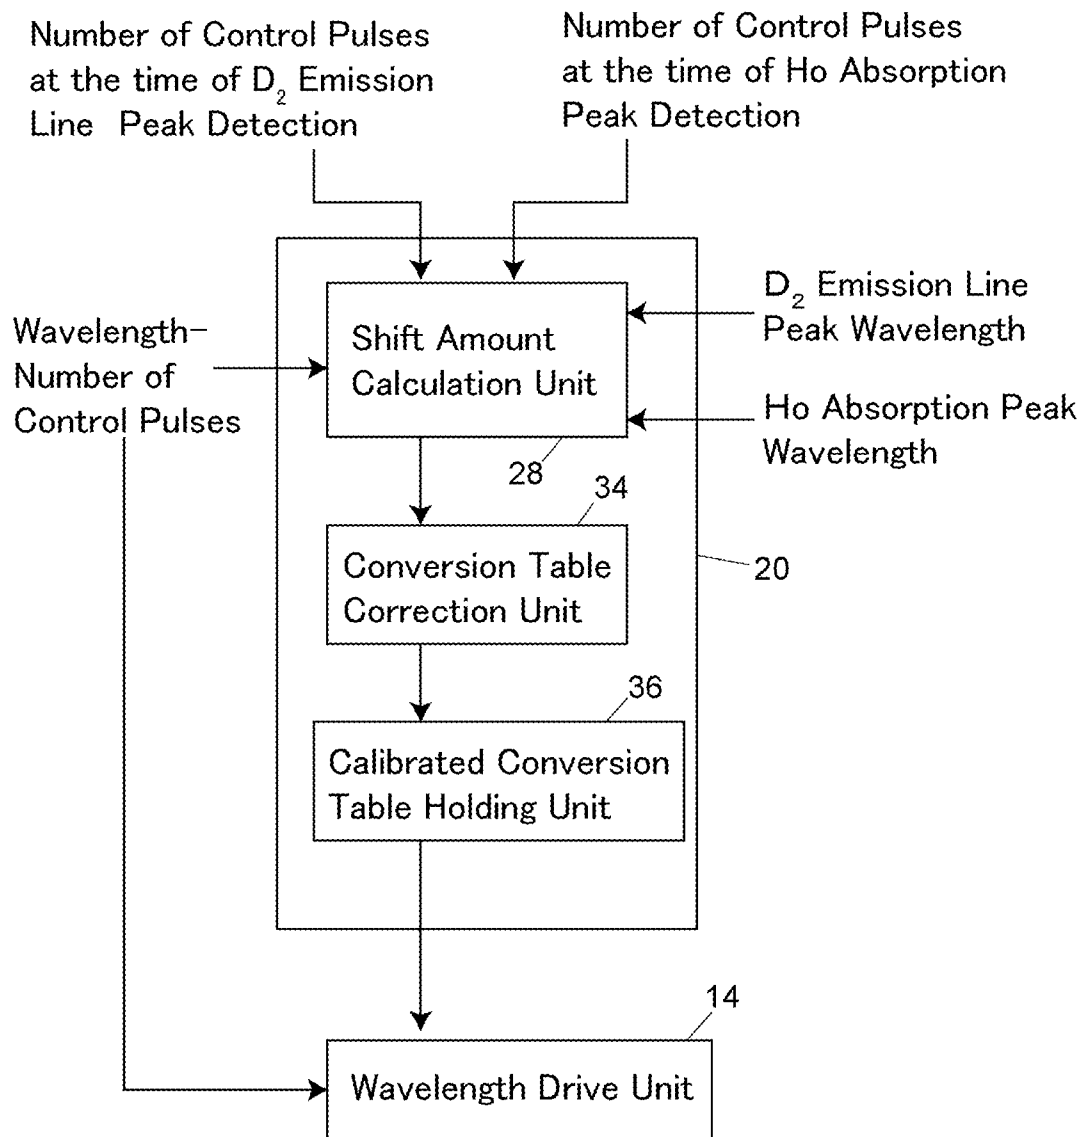 Number of Control Pulses
at the time of D₂ Emission
Line Peak Detection
Number of Control Pulses
at the time of Ho Absorption
Peak Detection
D₂ Emission Line
Peak Wavelength
Wavelength-
Number of
Control Pulses
Shift Amount
Calculation Unit
Ho Absorption Peak
Wavelength
28
34
Conversion Table
Correction Unit
20
36
Calibrated Conversion
Table Holding Unit
14
Wavelength Drive Unit